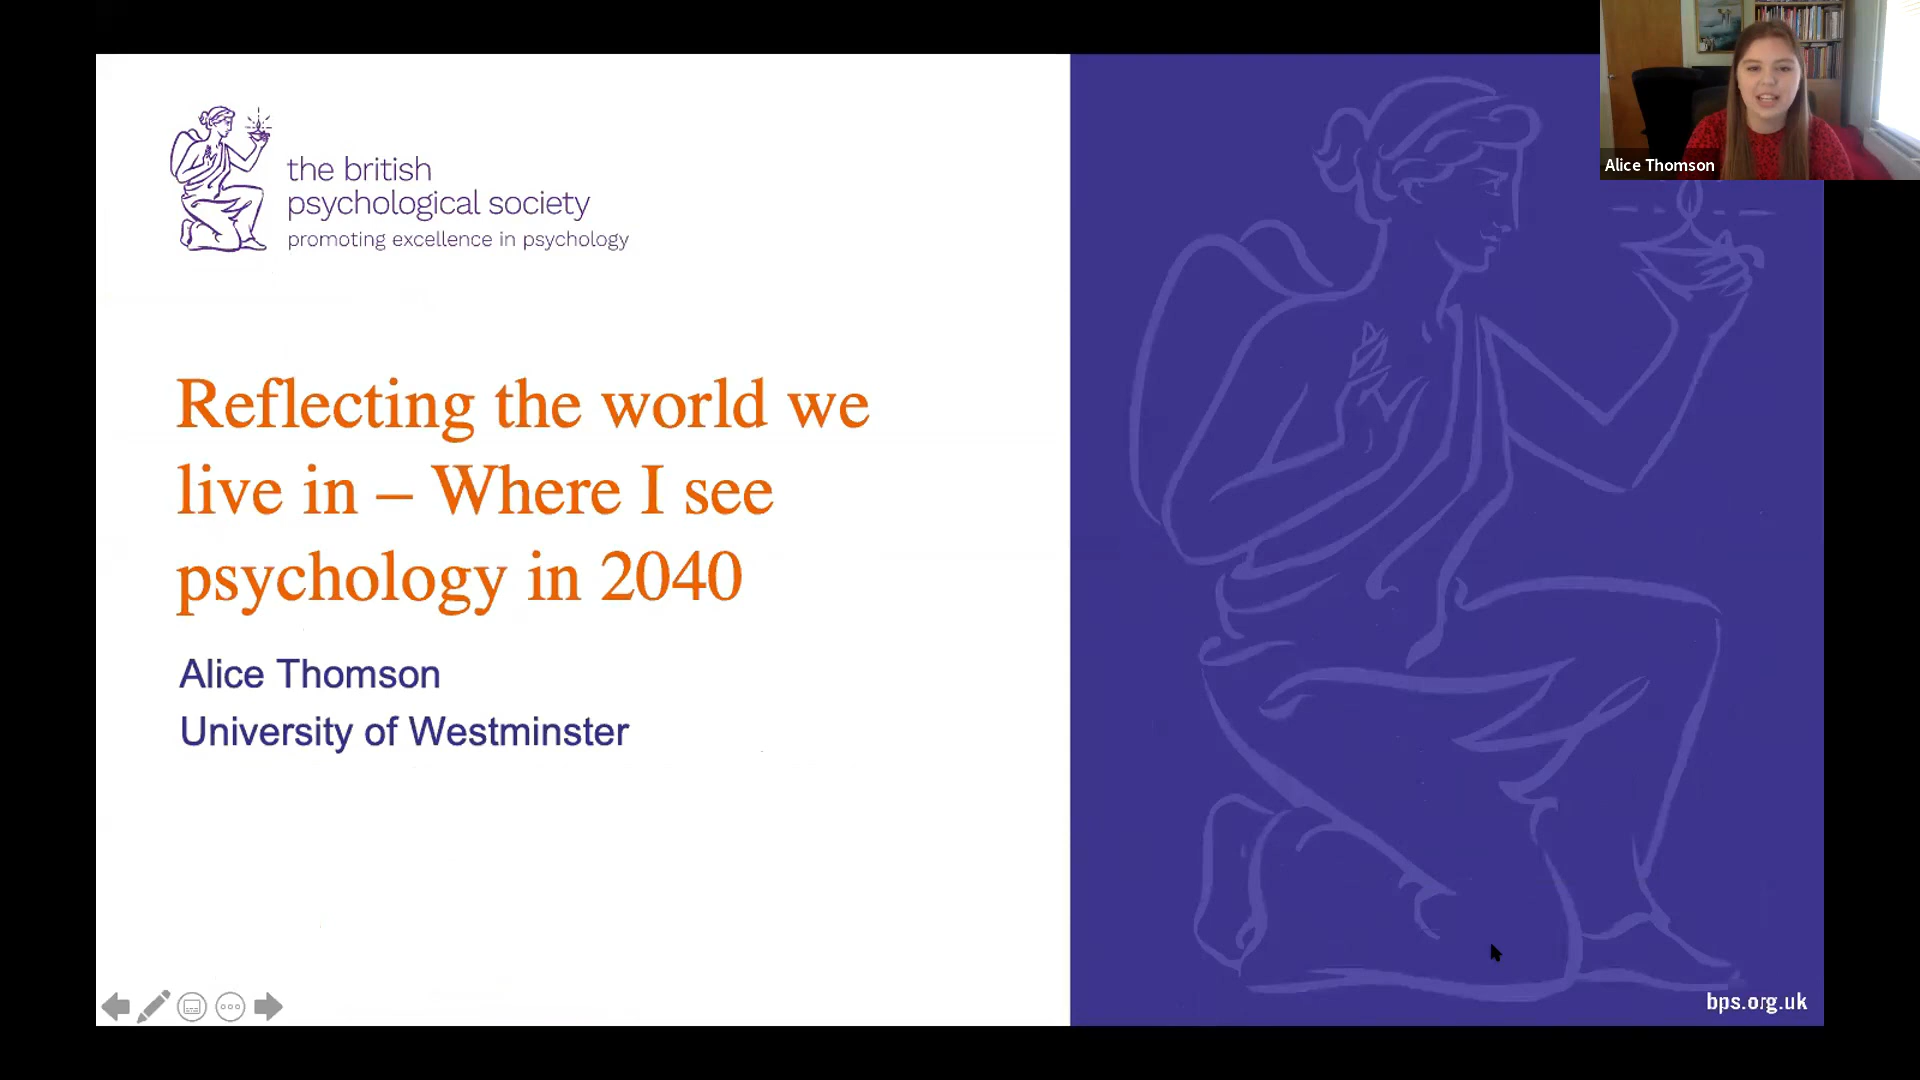 the british
psychological society
promoting excellence in psychology
Reflecting the world we
live in – Where I see
psychology in 2040
Alice Thomson
University of Westminster
Alice Thomson
bps.org.uk